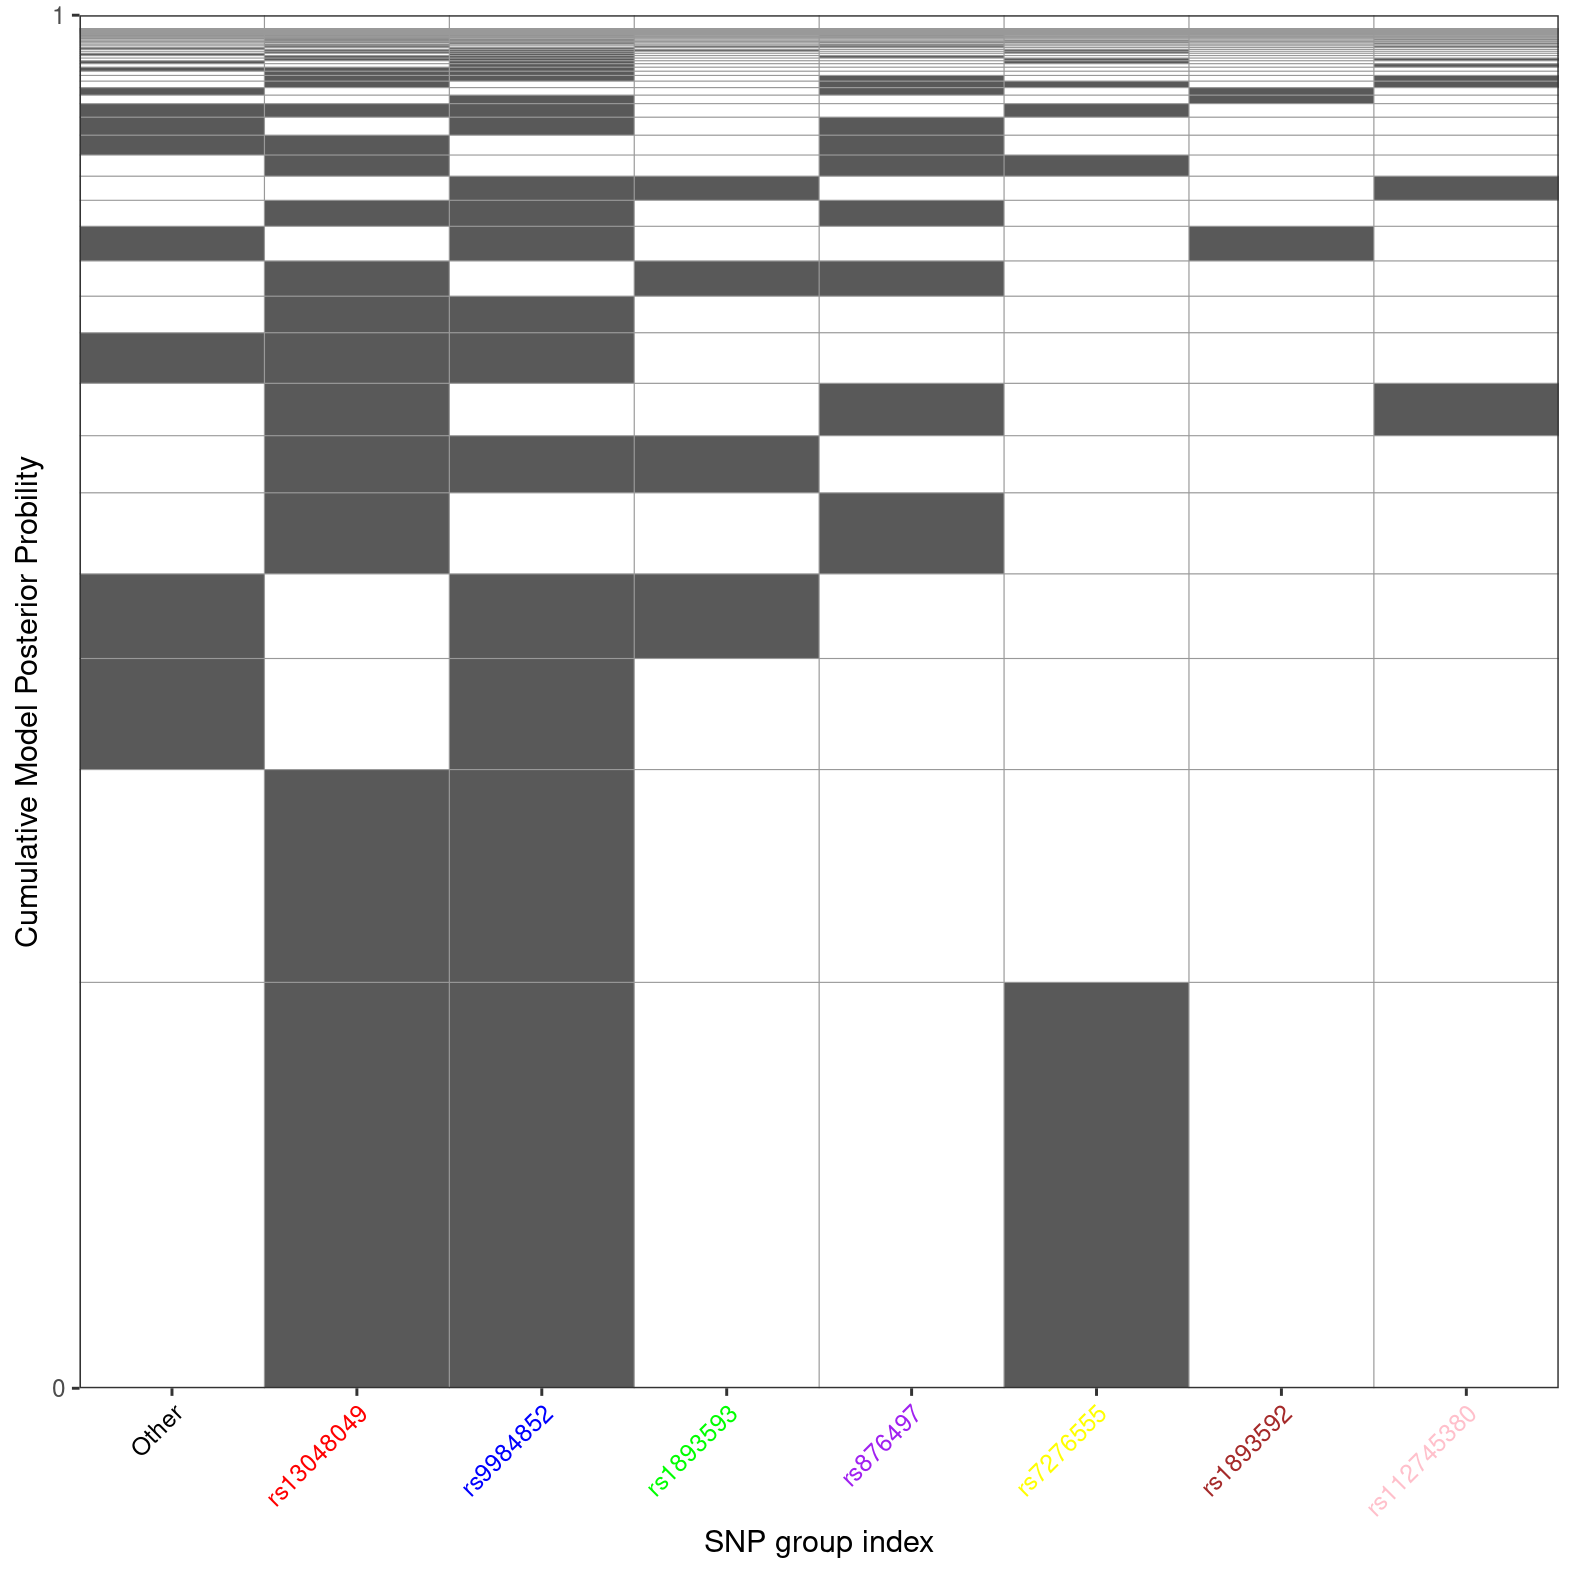 1
Cumulative Model Posterior Probility
0
Other
rs13048049
rs9984852
rs1893593
rs876497
rs7276555
rs1893592
rs112745380
SNP group index